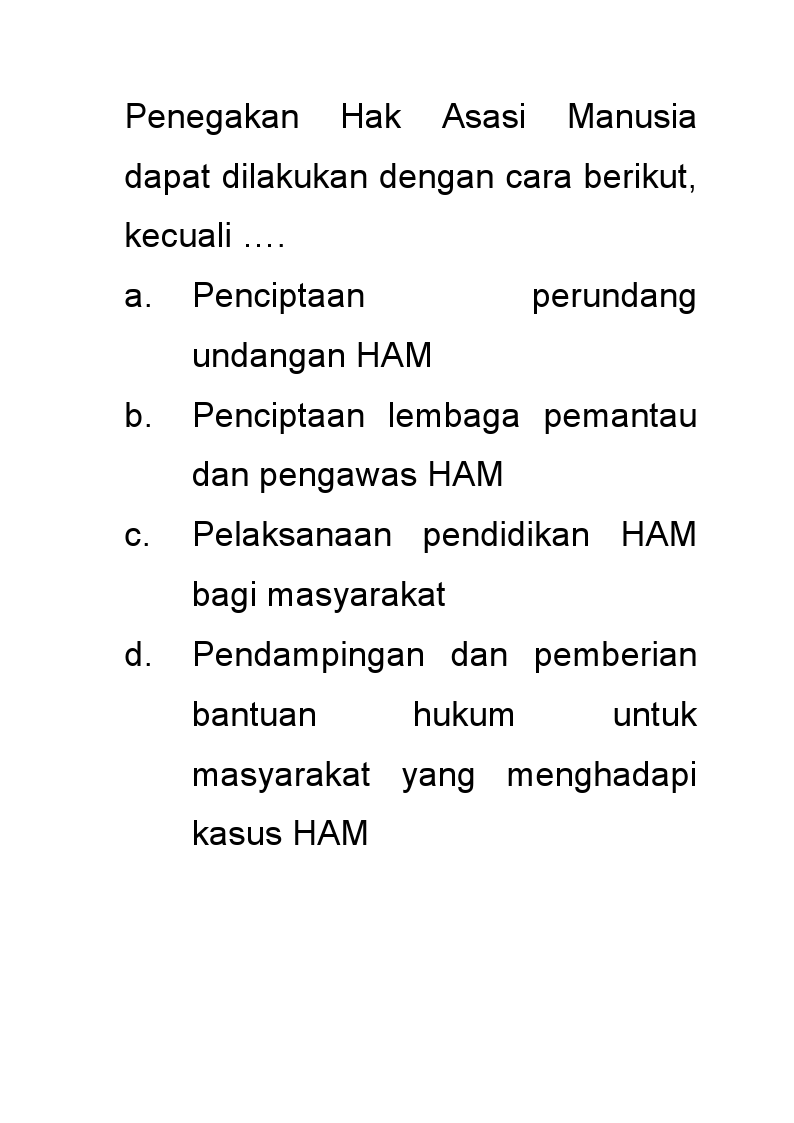 Penegakan Hak Asasi Manusia
dapat dilakukan dengan cara berikut,
kecuali ….
a. Penciptaan perundang
undangan HAM
b. Penciptaan lembaga pemantau
dan pengawas HAM
c. Pelaksanaan pendidikan HAM
bagi masyarakat
d. Pendampingan dan pemberian
bantuan hukum untuk
masyarakat yang menghadapi
kasus HAM